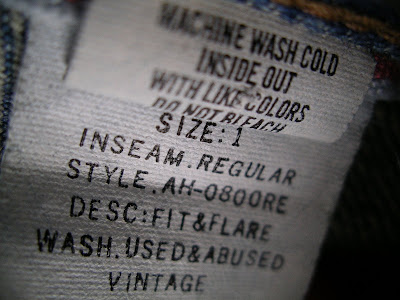 MACHINE WASH COLD
INSIDE OUT
WITH LIKE COLORS
DO NOT BLEACH
SIZE: 1
INSEAM.REGULAR
STYLE.AH-0800RE
DESC:FIT&FLARE
WASH.USED&ABUSED
VINTAGE